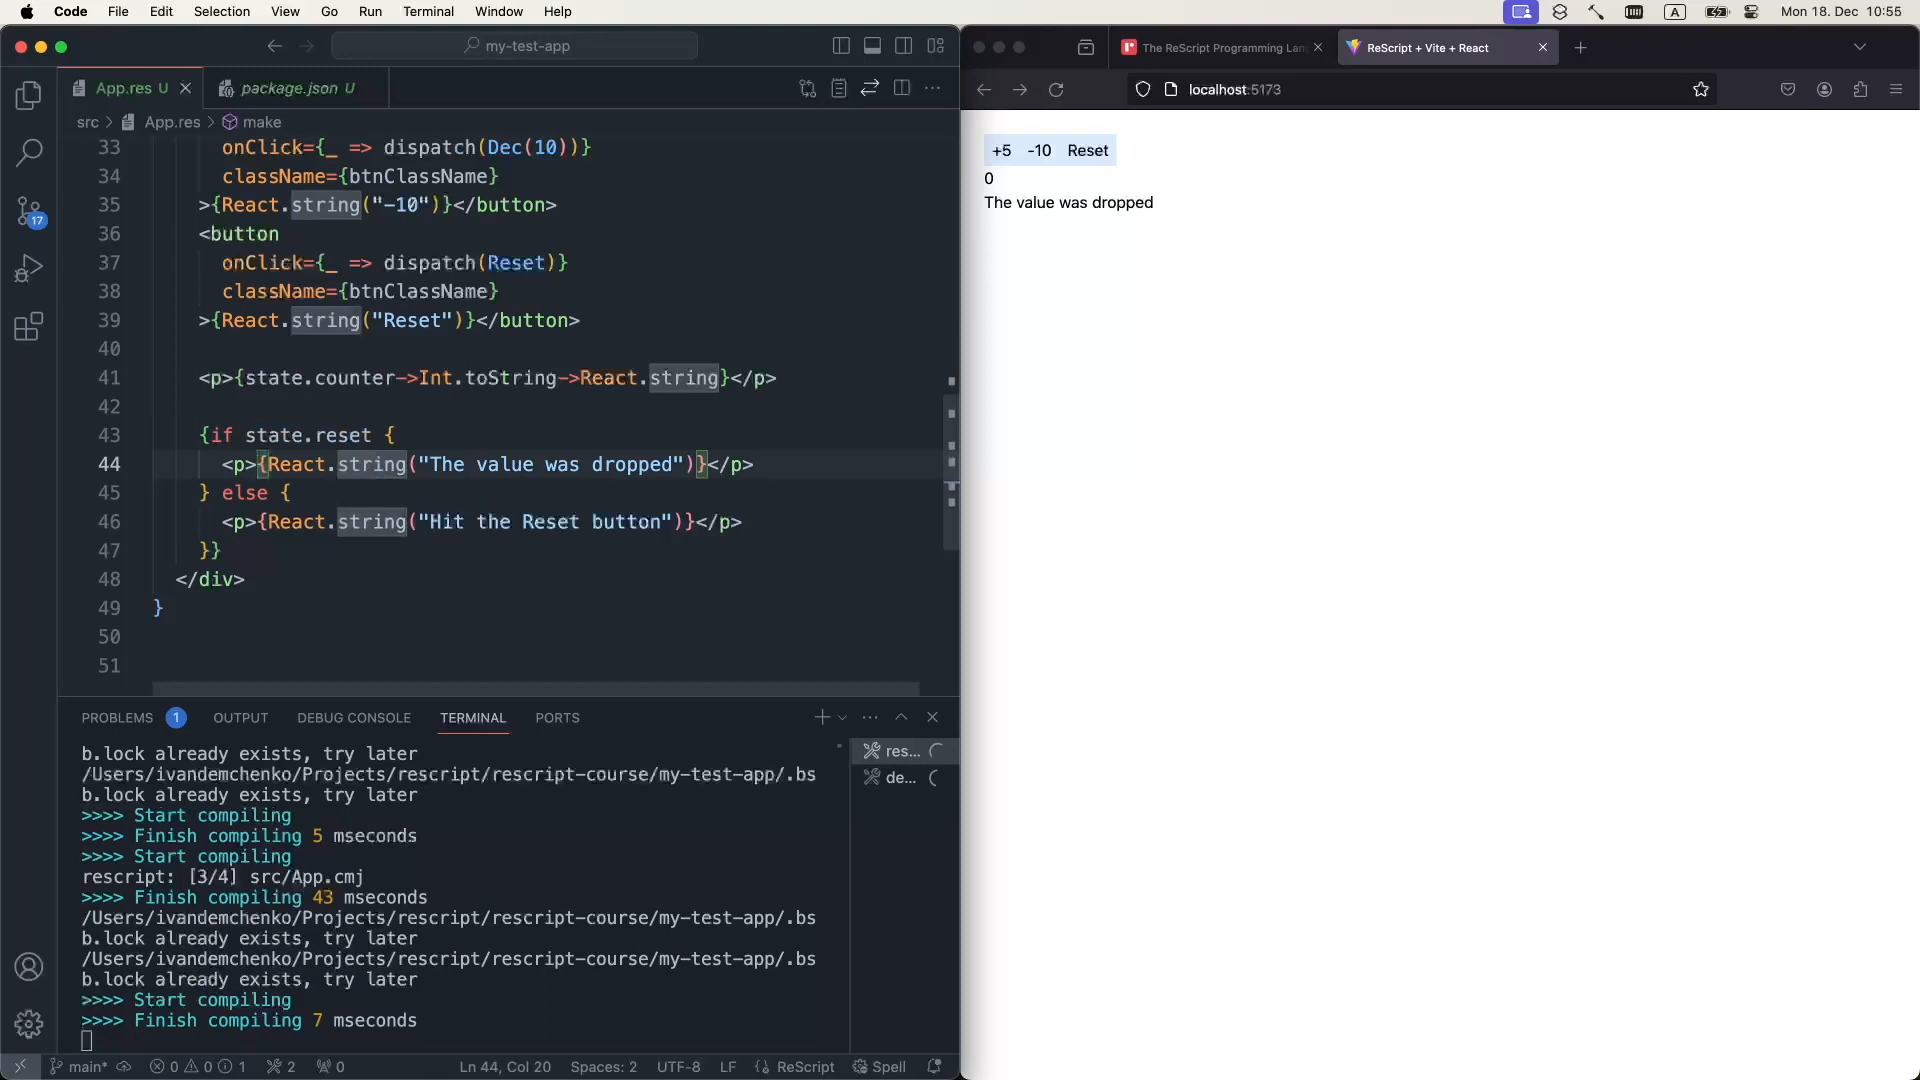 Code File Edit Selection View Go Run Terminal Window Help
A Mon 18. Dec 10:55
my-test-app
App.res U
package.json U
src > App.res > make
33 onClick={_ => dispatch(Dec(10))}
34 className={btnClassName}
35 >{React.string("-10")}</button>
36 <button
37 onClick={_ => dispatch(Reset)}
38 className={btnClassName}
39 >{React.string("Reset")}</button>
40
41 <p>{state.counter->Int.toString->React.string}</p>
42
43 {if state.reset {
44 <p>{React.string("The value was dropped")}</p>
45 } else {
46 <p>{React.string("Hit the Reset button")}</p>
47 }}
48 </div>
49 }
50
51
17
PROBLEMS 1 OUTPUT DEBUG CONSOLE TERMINAL PORTS
b.lock already exists, try later
/Users/ivandemchenko/Projects/rescript/rescript-course/my-test-app/.bs
b.lock already exists, try later
>>>> Start compiling
>>>> Finish compiling 5 mseconds
>>>> Start compiling
rescript: [3/4] src/App.cmj
>>>> Finish compiling 43 mseconds
/Users/ivandemchenko/Projects/rescript/rescript-course/my-test-app/.bs
b.lock already exists, try later
/Users/ivandemchenko/Projects/rescript/rescript-course/my-test-app/.bs
b.lock already exists, try later
>>>> Start compiling
>>>> Finish compiling 7 mseconds
res...
de...
main* 0 0 1 2 0 Ln 44, Col 20 Spaces: 2 UTF-8 LF ReScript Spell
The ReScript Programming Lan
ReScript + Vite + React
localhost:5173
+5 -10 Reset
0
The value was dropped